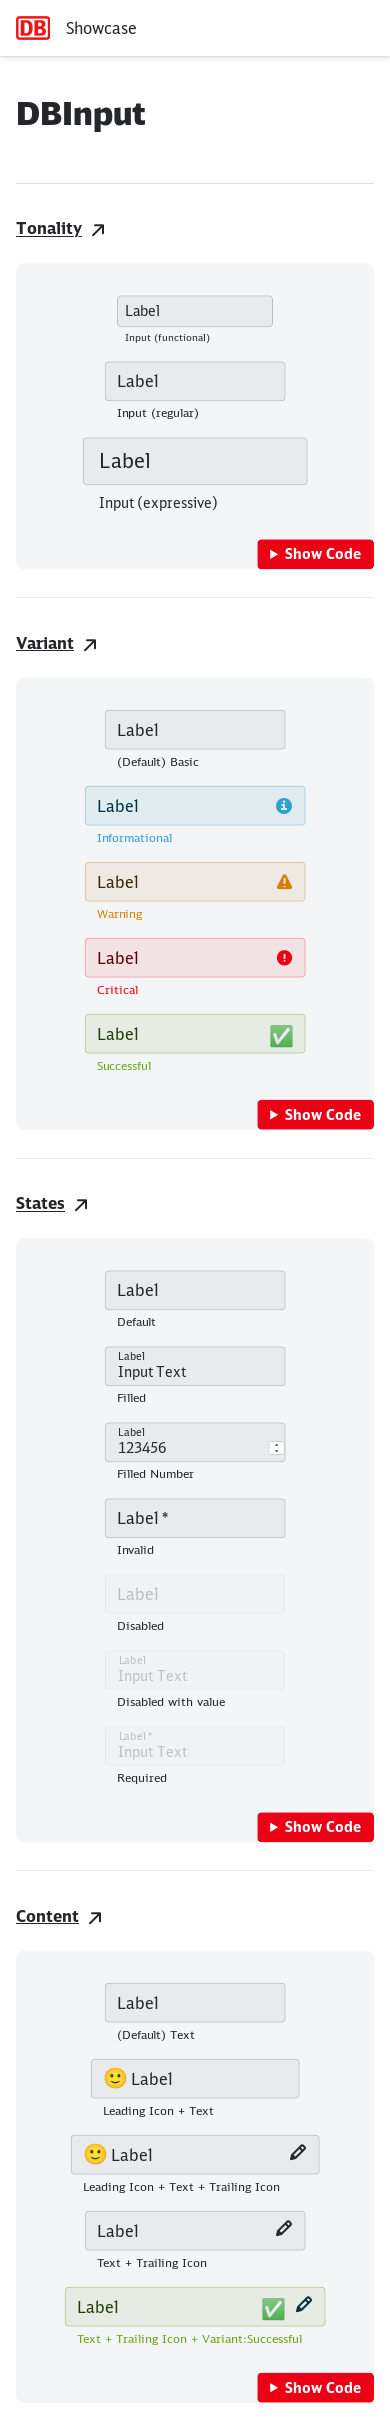 DB Showcase
DBInput
Tonality
Label
Input (functional)
Label
Input (regular)
Label
Input (expressive)
Show Code
Variant
Label
(Default) Basic
Label
Informational
Label
Warning
Label
Critical
Label
Successful
Show Code
States
Label
Default
Label
Input Text
Filled
Label
123456
Filled Number
Label *
Invalid
Label
Disabled
Label
Input Text
Disabled with value
Label *
Input Text
Required
Show Code
Content
Label
(Default) Text
Label
Leading Icon + Text
Label
Leading Icon + Text + Trailing Icon
Label
Text + Trailing Icon
Label
Text + Trailing Icon + Variant:Successful
Show Code